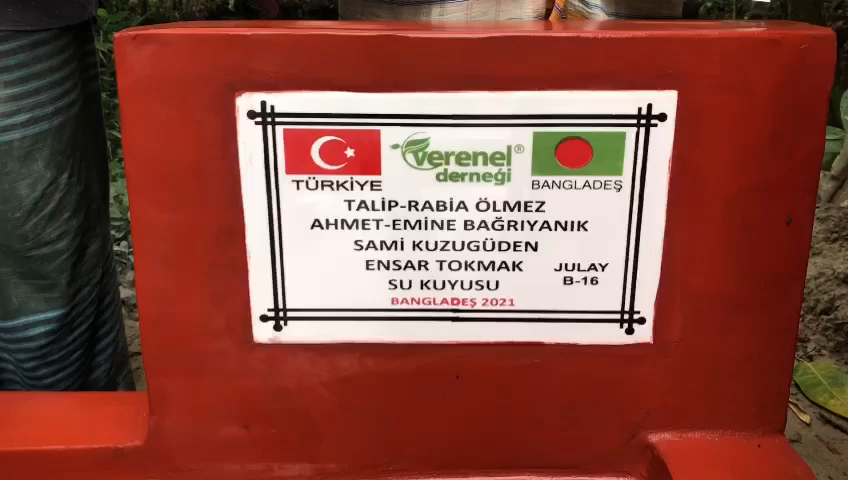 verenel®
derneği
TÜRKİYE
BANGLADEŞ
TALİP-RABİA ÖLMEZ
AHMET-EMİNE BAĞRIYANIK
SAMİ KUZUGÜDEN
ENSAR TOKMAK
JULAY
B-16
SU KUYUSU
BANGLADEŞ 2021